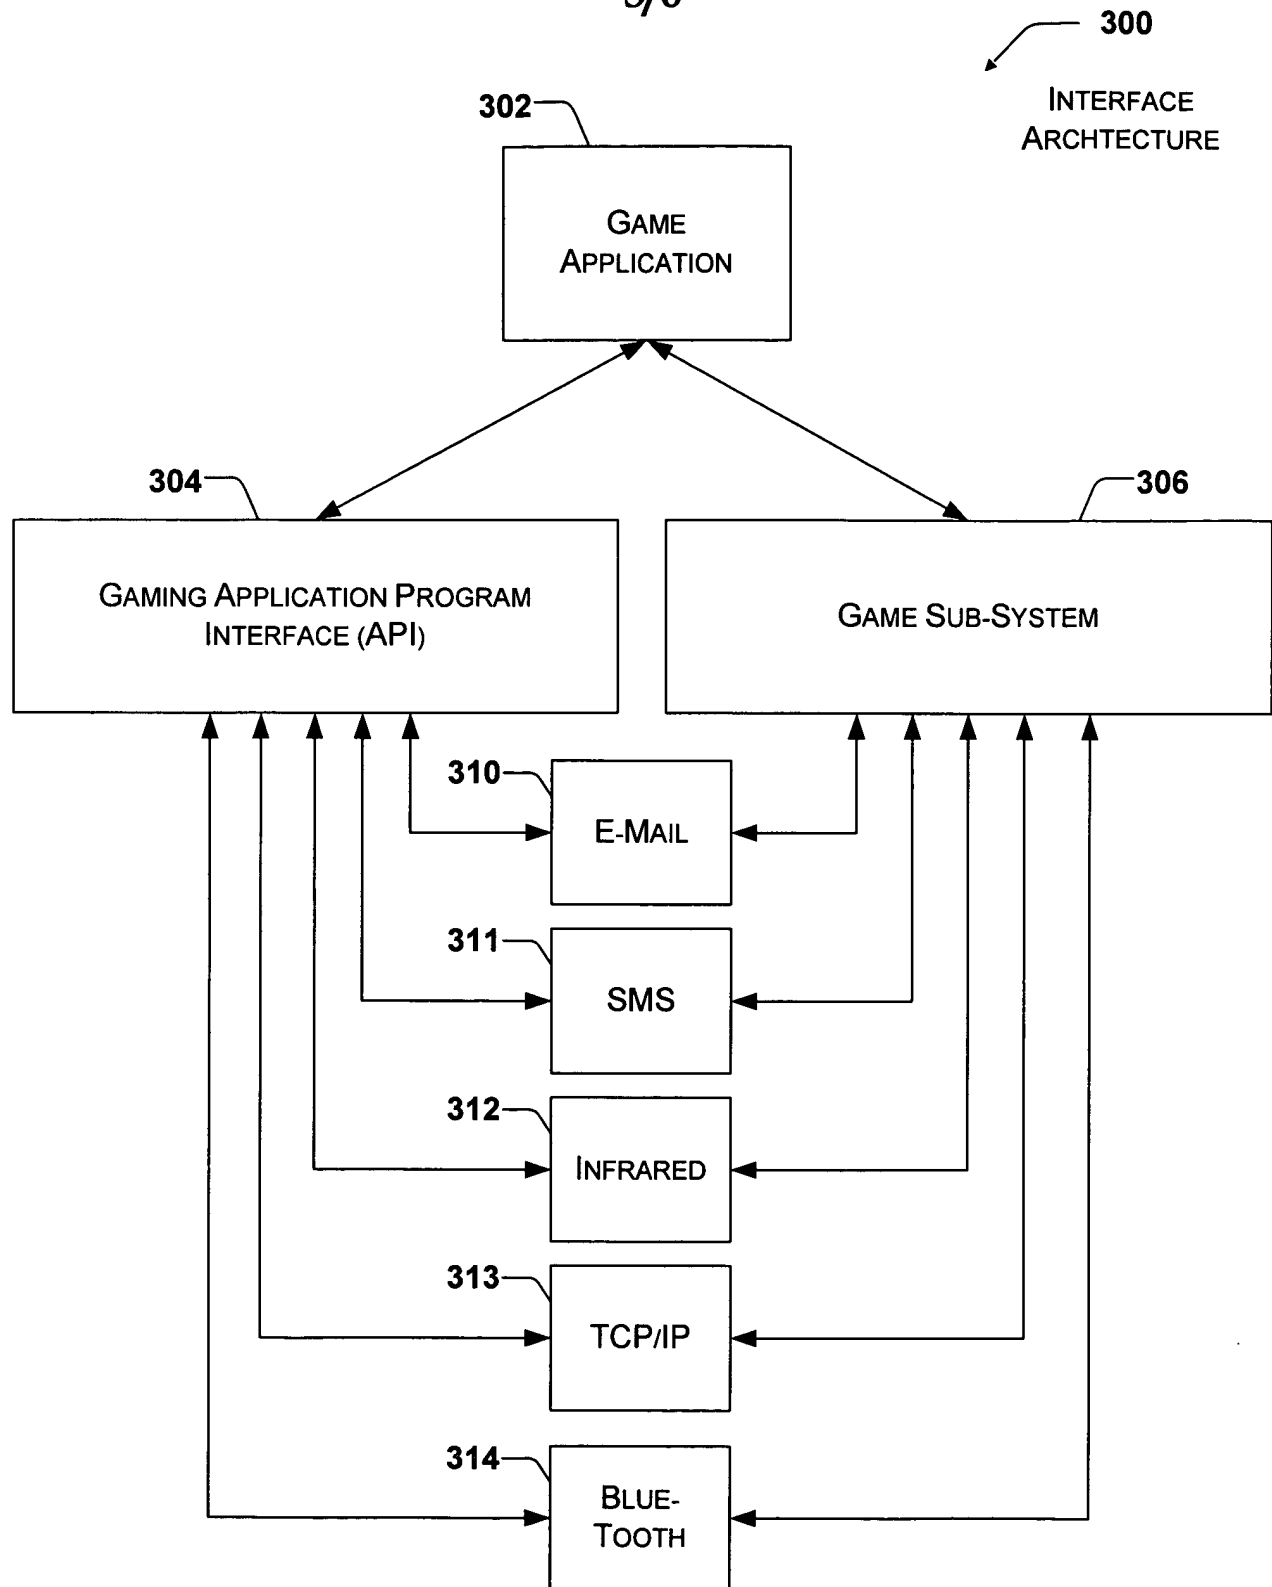 300
INTERFACE
ARCHTECTURE
302
GAME
APPLICATION
304
306
GAMING APPLICATION PROGRAM
INTERFACE (API)
GAME SUB-SYSTEM
310
E-MAIL
311
SMS
312
INFRARED
313
TCP/IP
314
BLUE-
TOOTH